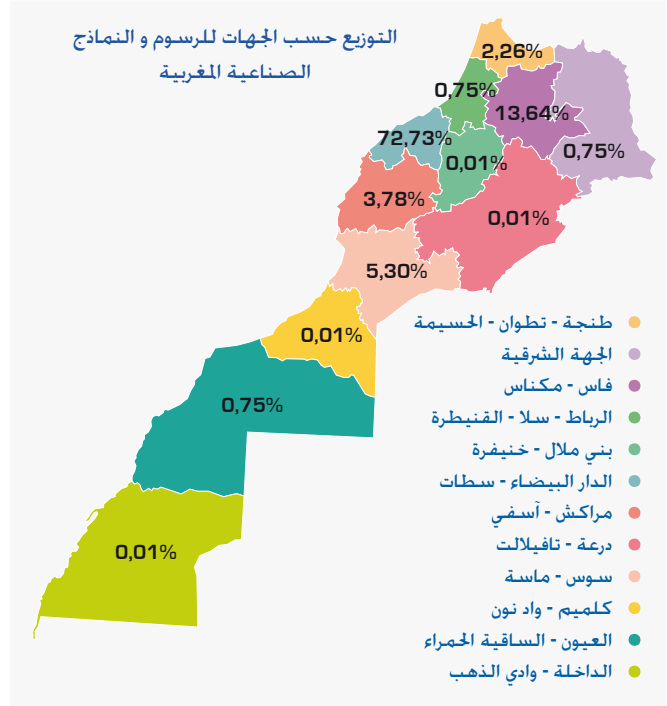 التوزيع حسب الجهات للرسوم و النماذج
الصناعية المغربية
2,26%
0,75%
13,64%
72,73%
0,01%
0,75%
3,78%
0,01%
5,30%
0,01%
0,75%
0,01%
طنجة - تطوان - الحسيمة
الجهة الشرقية
فاس - مكناس
الرباط - سلا - القنيطرة
بني ملال - خنيفرة
الدار البيضاء - سطات
مراكش - آسفي
درعة - تافيلالت
سوس - ماسة
كلميم - واد نون
العيون - الساقية الحمراء
الداخلة - وادي الذهب